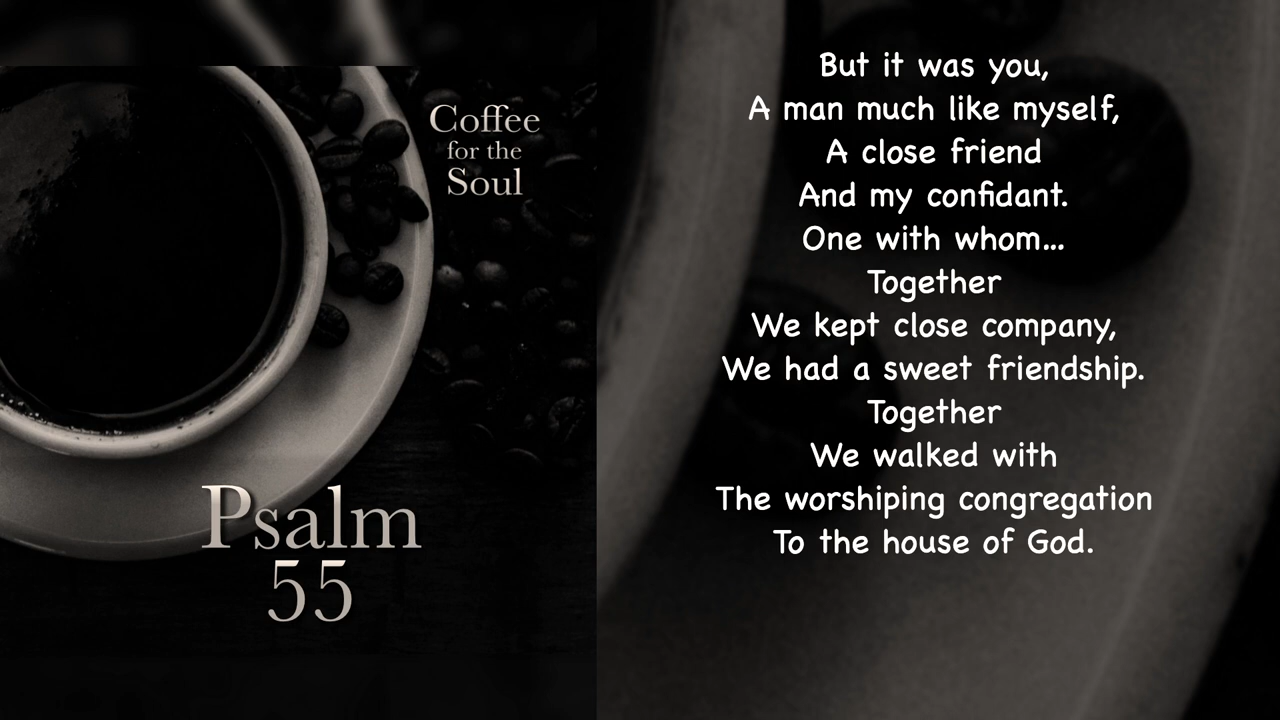 Coffee
for the
Soul
Psalm
55
But it was you,
A man much like myself,
A close friend
And my confidant.
One with whom...
Together
We kept close company,
We had a sweet friendship.
Together
We walked with
The worshiping congregation
To the house of God.